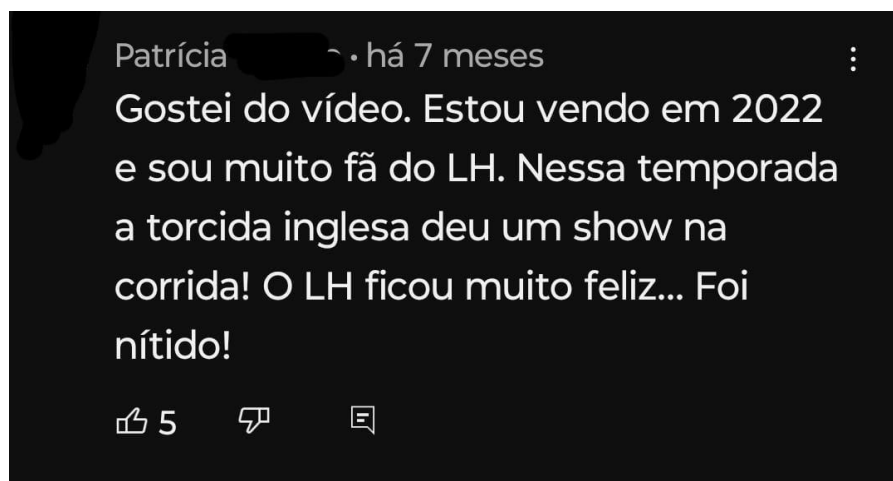 Patrícia • há 7 meses
Gostei do vídeo. Estou vendo em 2022
e sou muito fã do LH. Nessa temporada
a torcida inglesa deu um show na
corrida! O LH ficou muito feliz... Foi
nítido!
5